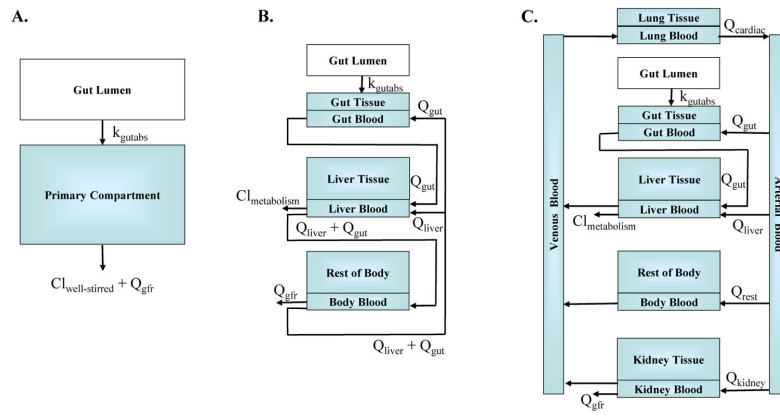 A.
Gut Lumen
kgutabs
Primary Compartment
Clwell-stirred + Qgfr
B.
Gut Lumen
kgutabs
Gut Tissue
Qgut
Gut Blood
Liver Tissue
Qgut
Clmetabolism
Liver Blood
Qliver
Qliver + Qgut
Rest of Body
Qgfr
Body Blood
Qliver + Qgut
C.
Lung Tissue
Qcardiac
Lung Blood
Gut Lumen
kgutabs
Gut Tissue
Qgut
Gut Blood
Liver Tissue
Qgut
Liver Blood
Clmetabolism
Qliver
Venous Blood
Arterial Blood
Rest of Body
Qrest
Body Blood
Kidney Tissue
Qkidney
Kidney Blood
Qgfr